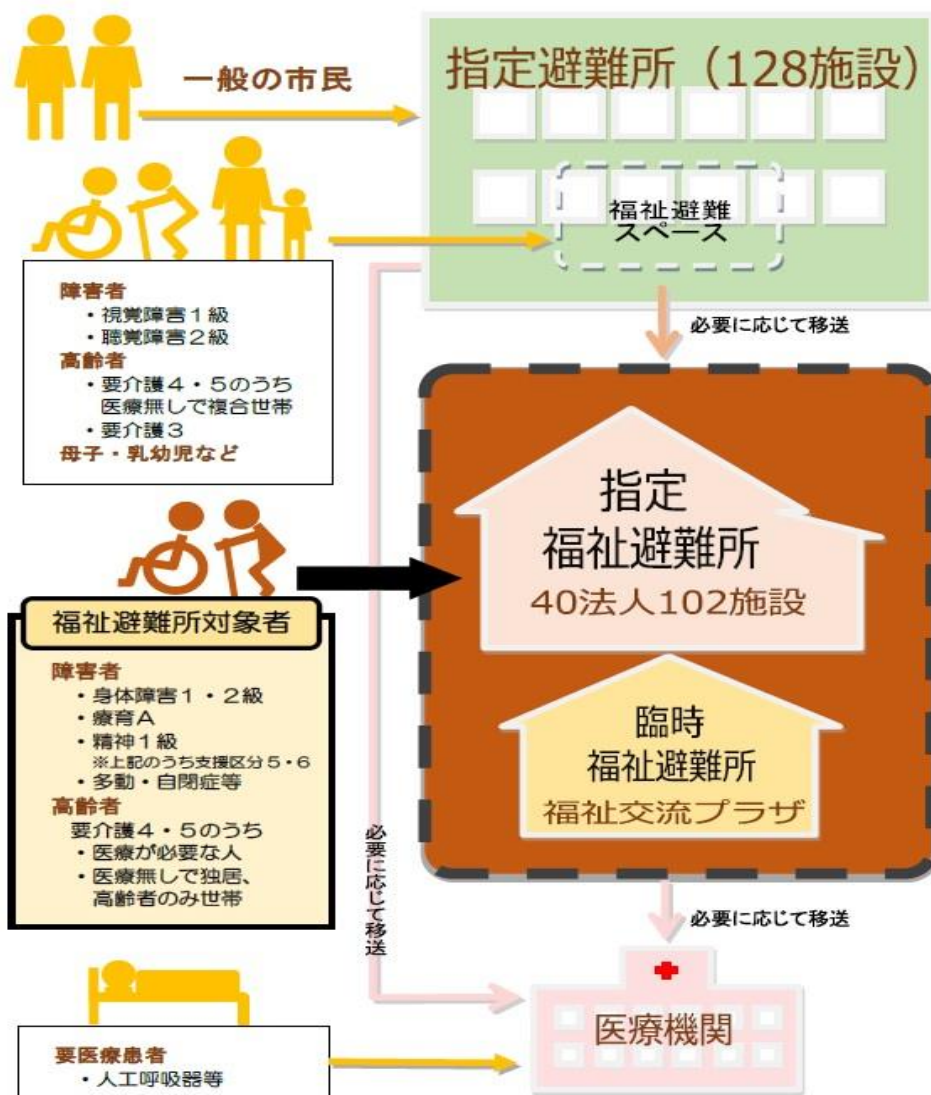 一般の市民
指定避難所（128施設）
福祉避難
スペース
障害者
・視覚障害１級
・聴覚障害２級
高齢者
・要介護４・５のうち
医療無しで複合世帯
・要介護３
母子・乳幼児など
必要に応じて移送
指定
福祉避難所
40法人102施設
臨時
福祉避難所
福祉交流プラザ
福祉避難所対象者
障害者
・身体障害１・２級
・療育Ａ
・精神１級
※上記のうち支援区分５・６
・多動・自閉症等
高齢者
要介護４・５のうち
・医療が必要な人
・医療無しで独居、
高齢者のみ世帯
必要に応じて移送
必要に応じて移送
医療機関
要医療患者
・人工呼吸器等